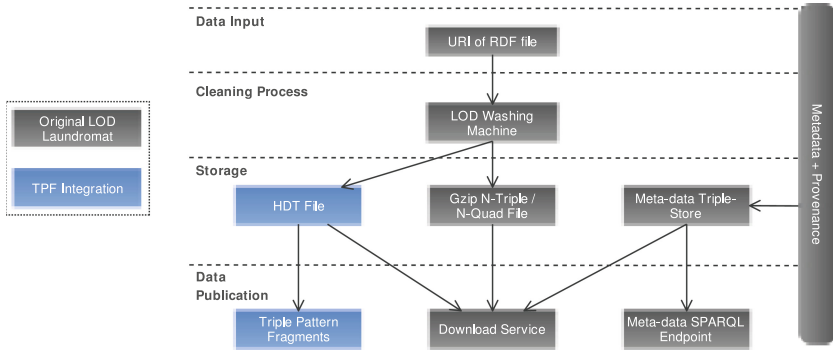 Data Input
URI of RDF file
Cleaning Process
LOD Washing
Machine
Original LOD
Laundromat
TPF Integration
Storage
HDT File
Gzip N-Triple /
N-Quad File
Meta-data Triple-
Store
Metadata + Provenance
Data
Publication
Triple Pattern
Fragments
Download Service
Meta-data SPARQL
Endpoint